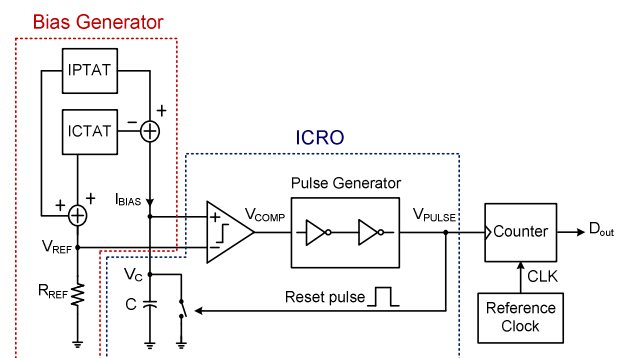 Bias Generator
IPTAT
+
ICTAT
−
ICRO
+
+
IBIAS
Pulse Generator
+
VCOMP
VPULSE
VREF
−
Counter
Dout
VC
CLK
RREF
C
Reset pulse
Reference
Clock